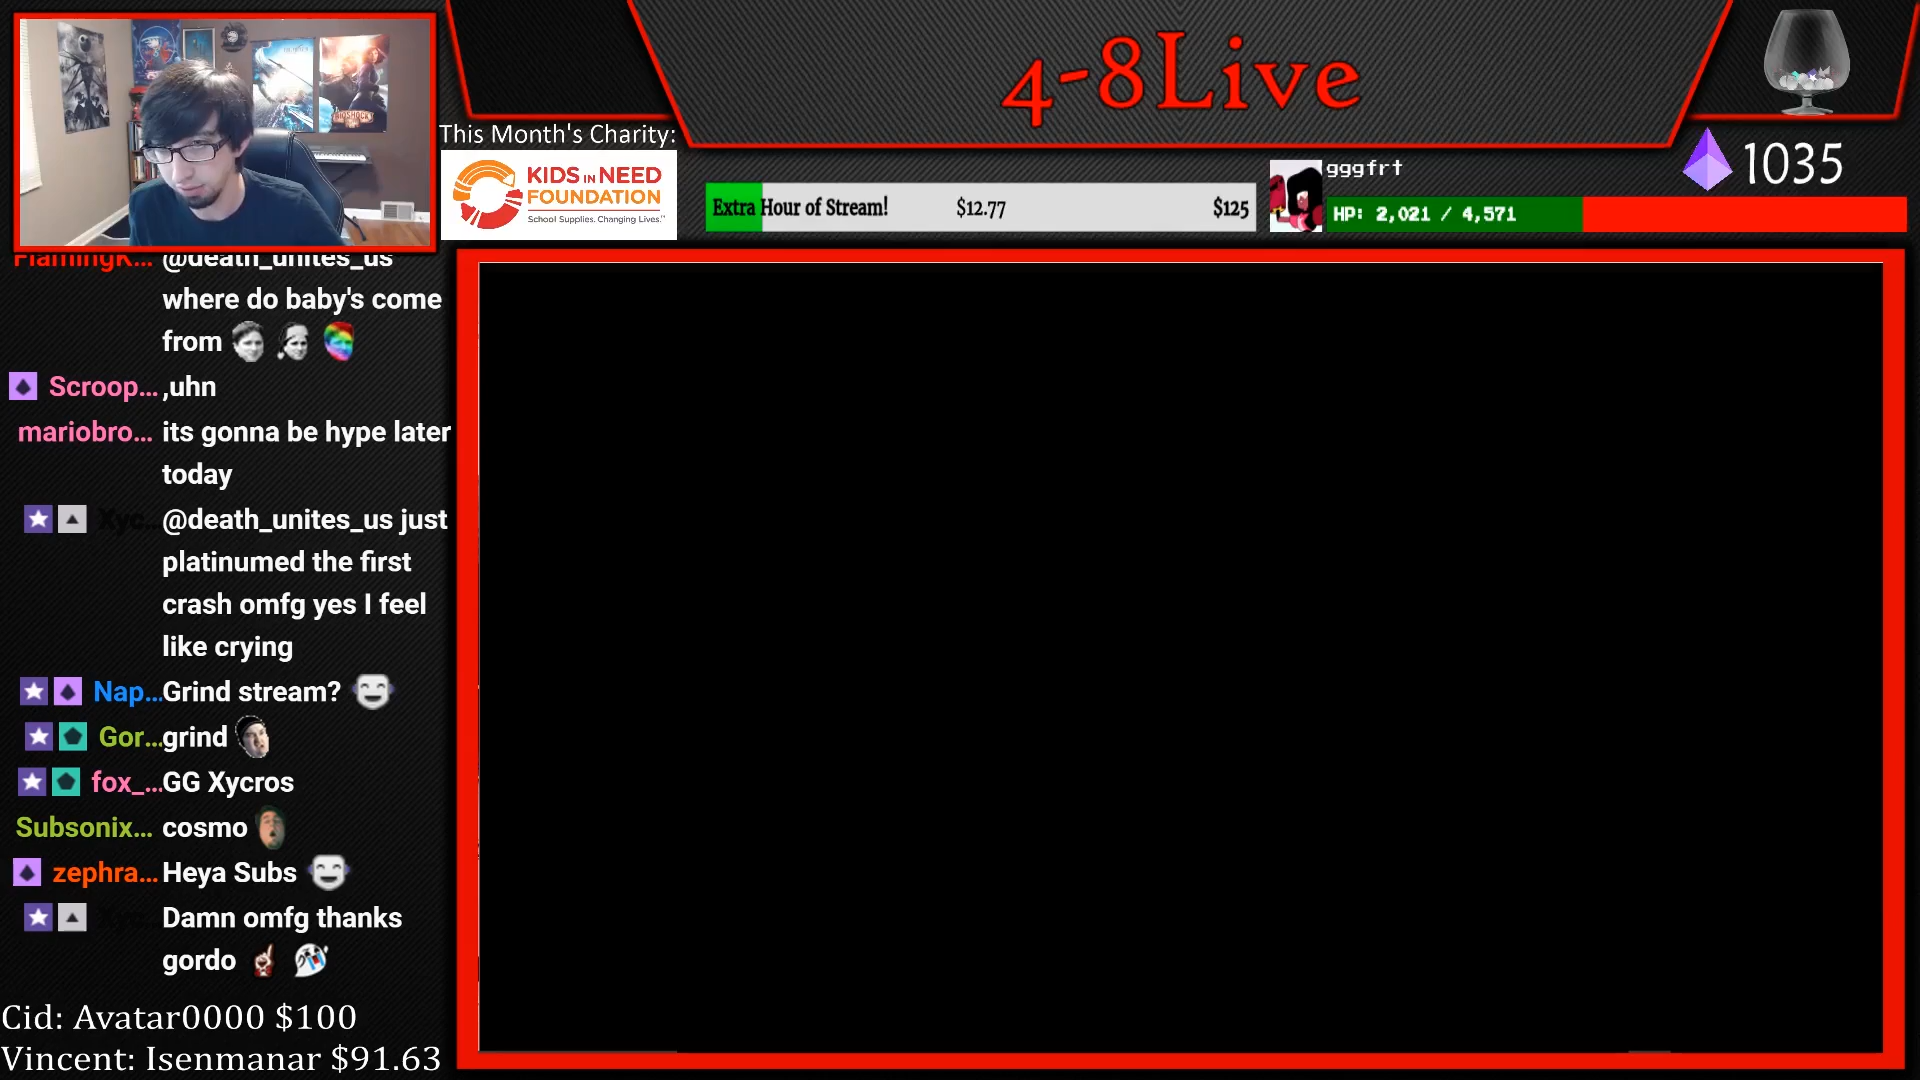 4-8Live
This Month's Charity:
KIDS IN NEED
FOUNDATION
School Supplies. Changing Lives.
Extra Hour of Stream! $12.77 $125
gggfrt
HP: 2,021 / 4,571
1035
BIOSHOCK
FlamingK... @death_unites_us
where do baby's come
from
Scroop... ,uhn
mariobro... its gonna be hype later
today
Xyc... @death_unites_us just
platinumed the first
crash omfg yes I feel
like crying
Nap... Grind stream?
Gor... grind
fox_... GG Xycros
Subsonix... cosmo
zephra... Heya Subs
Xyc... Damn omfg thanks
gordo
Cid: Avatar0000 $100
Vincent: Isenmanar $91.63